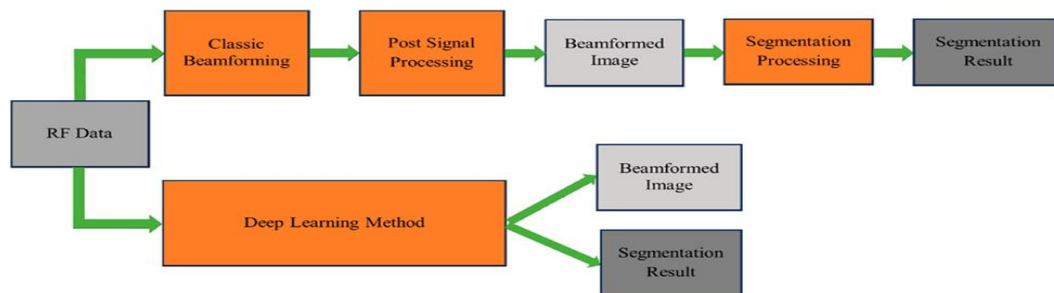 Classic
Beamforming
Post Signal
Processing
Beamformed
Image
Segmentation
Processing
Segmentation
Result
RF Data
Deep Learning Method
Beamformed
Image
Segmentation
Result